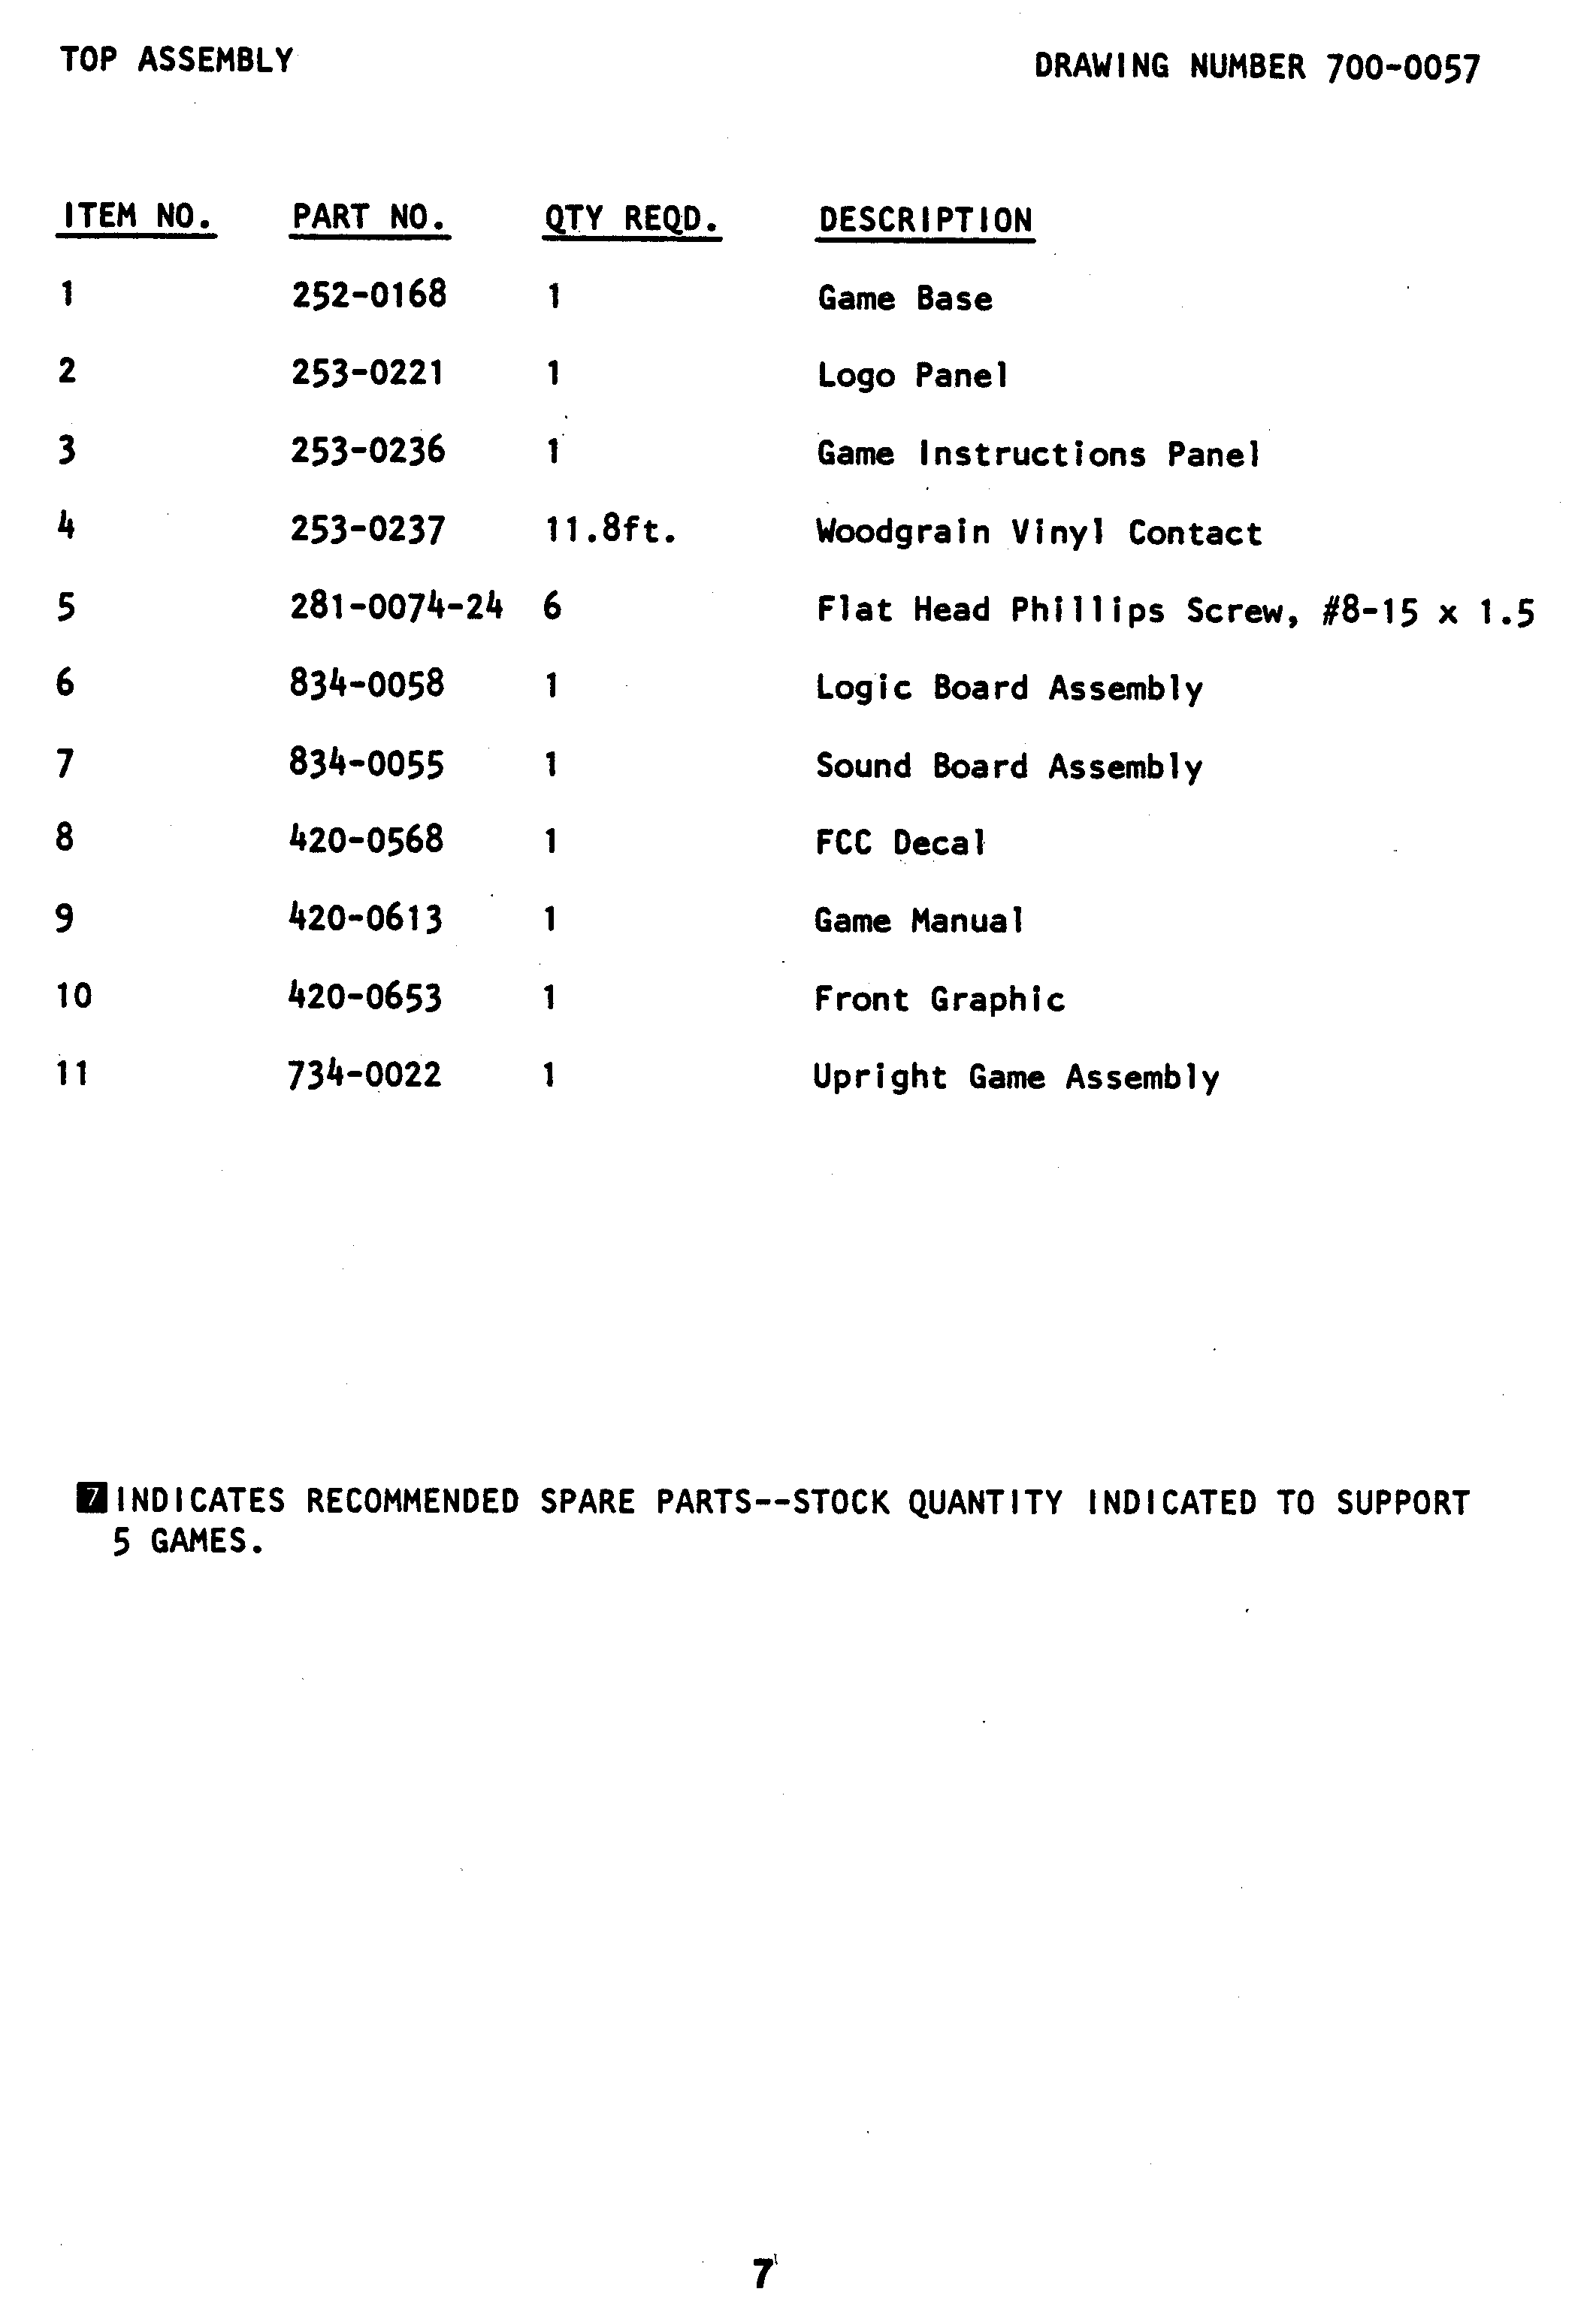 TOP ASSEMBLY DRAWING NUMBER 700-0057
ITEM NO. PART NO. QTY REQD. DESCRIPTION
1 252-0168 1 Game Base
2 253-0221 1 Logo Panel
3 253-0236 1 Game Instructions Panel
4 253-0237 11.8ft. Woodgrain Vinyl Contact
5 281-0074-24 6 Flat Head Phillips Screw, #8-15 x 1.5
6 834-0058 1 Logic Board Assembly
7 834-0055 1 Sound Board Assembly
8 420-0568 1 FCC Decal
9 420-0613 1 Game Manual
10 420-0653 1 Front Graphic
11 734-0022 1 Upright Game Assembly
7 INDICATES RECOMMENDED SPARE PARTS--STOCK QUANTITY INDICATED TO SUPPORT
5 GAMES.
7